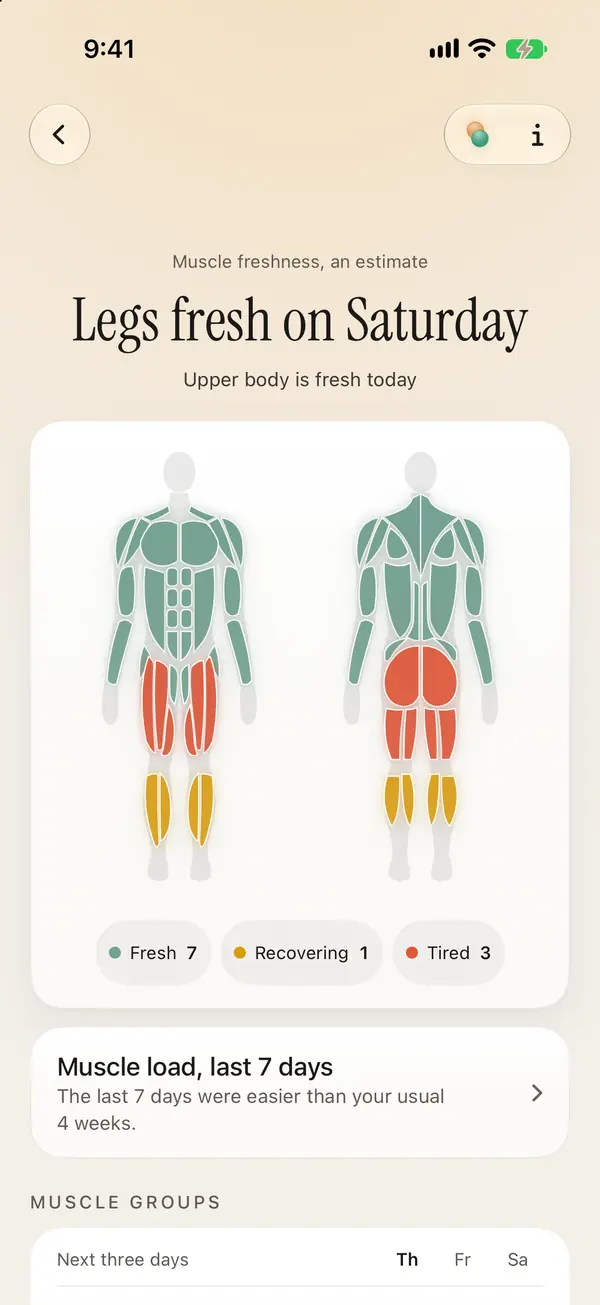 9:41
i
Muscle freshness, an estimate
Legs fresh on Saturday
Upper body is fresh today
Fresh 7 Recovering 1 Tired 3
Muscle load, last 7 days
The last 7 days were easier than your usual
4 weeks.
MUSCLE GROUPS
Next three days Th Fr Sa